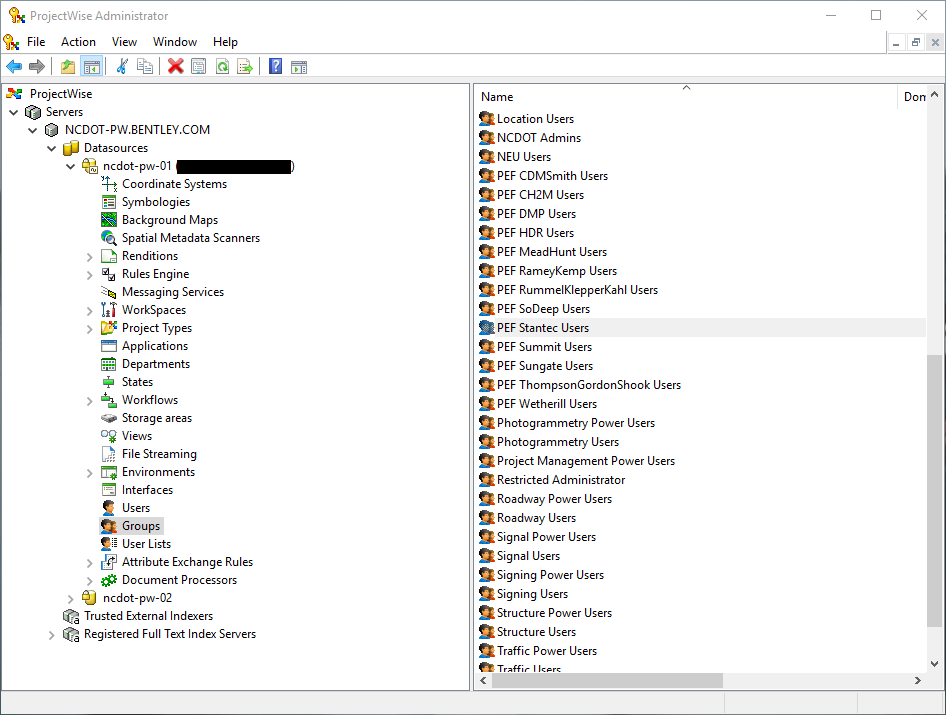 ProjectWise Administrator
File Action View Window Help
ProjectWise
Servers
NCDOT-PW.BENTLEY.COM
Datasources
ncdot-pw-01 ( )
Coordinate Systems
Symbologies
Background Maps
Spatial Metadata Scanners
Renditions
Rules Engine
Messaging Services
WorkSpaces
Project Types
Applications
Departments
States
Workflows
Storage areas
Views
File Streaming
Environments
Interfaces
Users
Groups
User Lists
Attribute Exchange Rules
Document Processors
ncdot-pw-02
Trusted External Indexers
Registered Full Text Index Servers
Name Don
Location Users
NCDOT Admins
NEU Users
PEF CDMSmith Users
PEF CH2M Users
PEF DMP Users
PEF HDR Users
PEF MeadHunt Users
PEF RameyKemp Users
PEF RummelKlepperKahl Users
PEF SoDeep Users
PEF Stantec Users
PEF Summit Users
PEF Sungate Users
PEF ThompsonGordonShook Users
PEF Wetherill Users
Photogrammetry Power Users
Photogrammetry Users
Project Management Power Users
Restricted Administrator
Roadway Power Users
Roadway Users
Signal Power Users
Signal Users
Signing Power Users
Signing Users
Structure Power Users
Structure Users
Traffic Power Users
Traffic Users